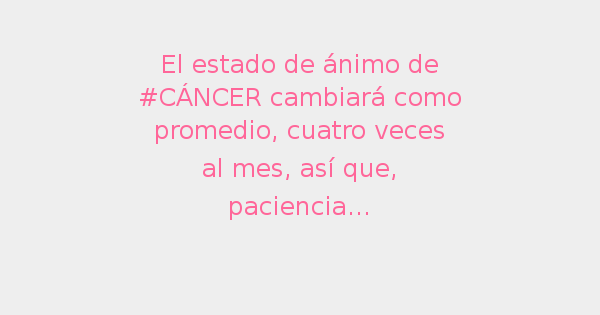 El estado de ánimo de
#CÁNCER cambiará como
promedio, cuatro veces
al mes, así que,
paciencia...